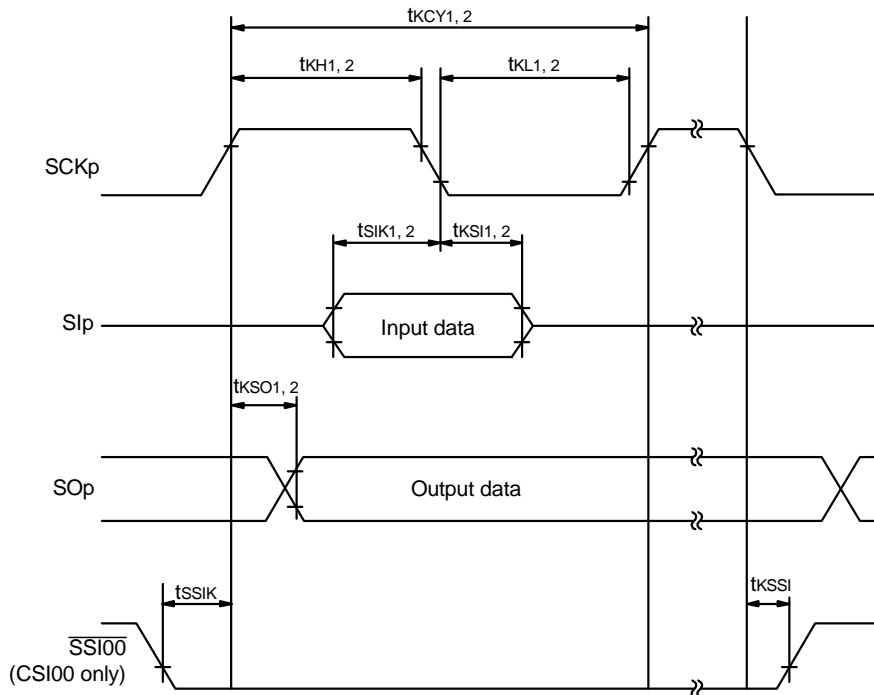 tKCY1, 2
tKH1, 2
tKL1, 2
SCKp
tSIK1, 2
tKSI1, 2
SIp
Input data
tKSO1, 2
SOp
Output data
tSSIK
tKSSI
SSI00
(CSI00 only)